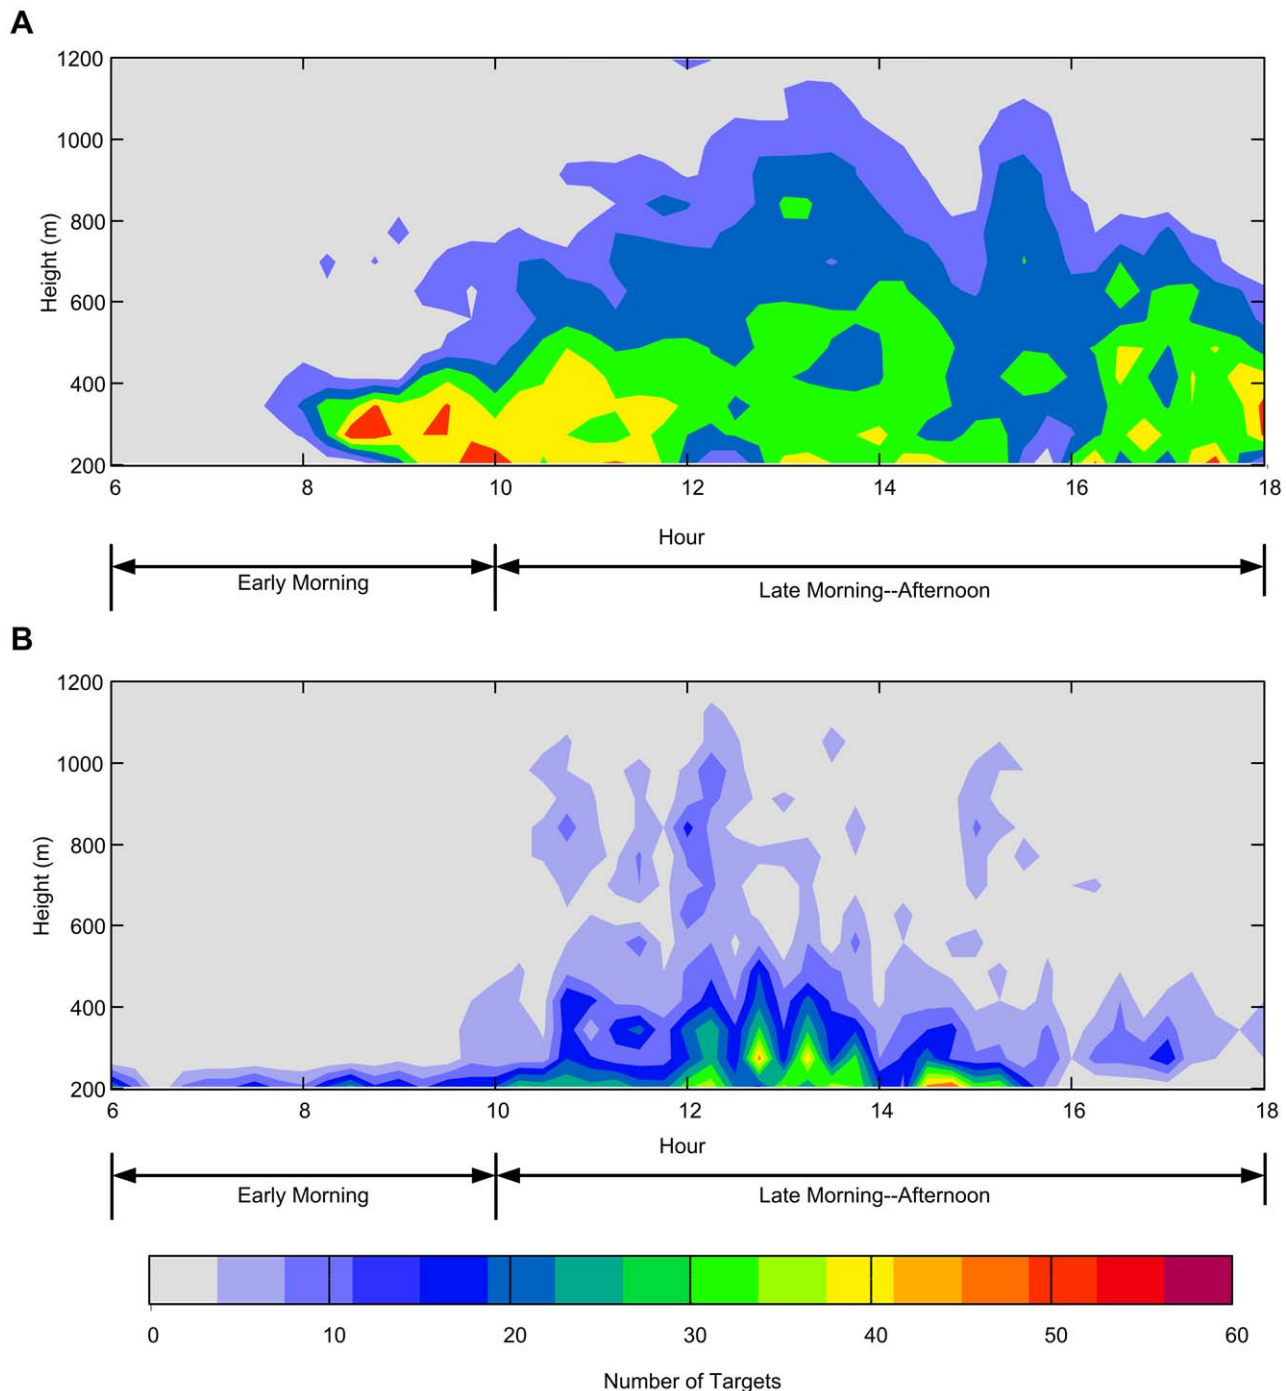 A
1200
1000
800
600
400
200
Height (m)
6 8 10 12 14 16 18
Hour
Early Morning
Late Morning--Afternoon
B
1200
1000
800
600
400
200
Height (m)
6 8 10 12 14 16 18
Hour
Early Morning
Late Morning--Afternoon
0 10 20 30 40 50 60
Number of Targets